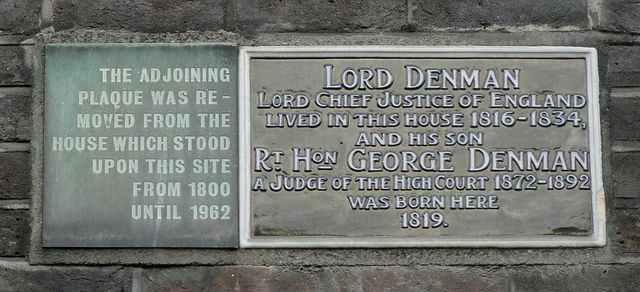 THE ADJOINING
PLAQUE WAS RE-
MOVED FROM THE
HOUSE WHICH STOOD
UPON THIS SITE
FROM 1800
UNTIL 1962
LORD DENMAN
LORD CHIEF JUSTICE OF ENGLAND
LIVED IN THIS HOUSE 1816-1834,
AND HIS SON
RT. HON GEORGE DENMAN
A JUDGE OF THE HIGH COURT 1872-1892
WAS BORN HERE
1819.